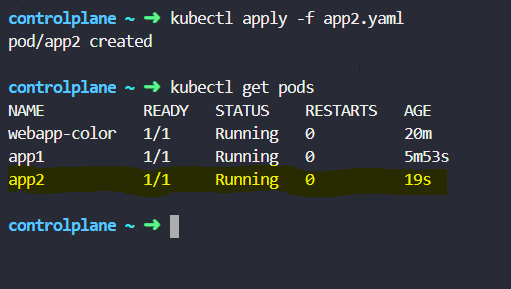 controlplane ~ ➜ kubectl apply -f app2.yaml
pod/app2 created
controlplane ~ ➜ kubectl get pods
NAME READY STATUS RESTARTS AGE
webapp-color 1/1 Running 0 20m
app1 1/1 Running 0 5m53s
app2 1/1 Running 0 19s
controlplane ~ ➜